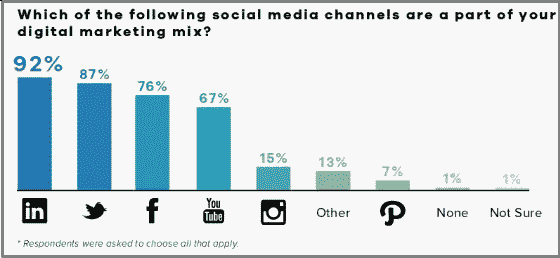 Which of the following social media channels are a part of your
digital marketing mix?
92%
87%
76%
67%
15%
13%
7%
1%
1%
in
f
You
Tube
Other
None
Not Sure
* Respondents were asked to choose all that apply.